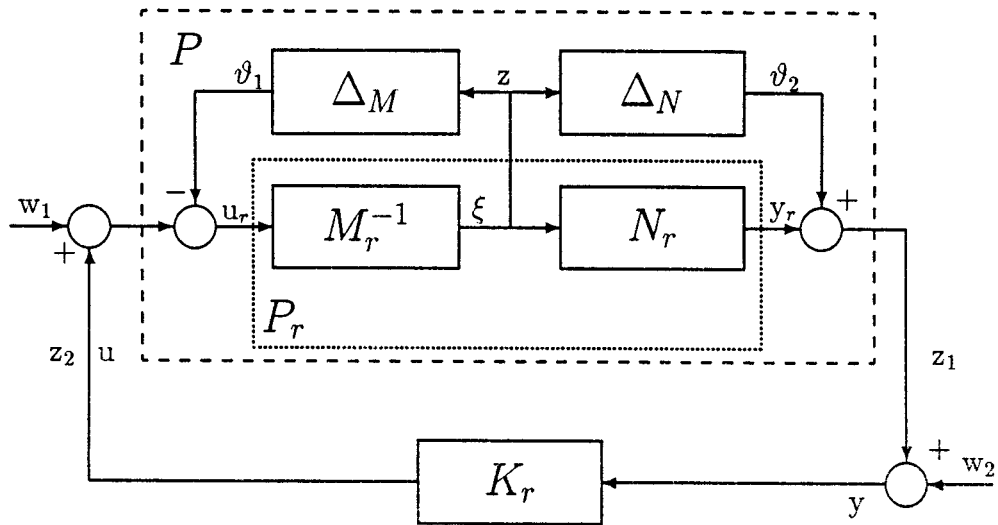 P
ϑ₁
Δ_M
z
Δ_N
ϑ₂
w₁
+
−
u_r
M_r^{-1}
ξ
N_r
y_r
+
P_r
z₂
u
z₁
K_r
y
+
w₂